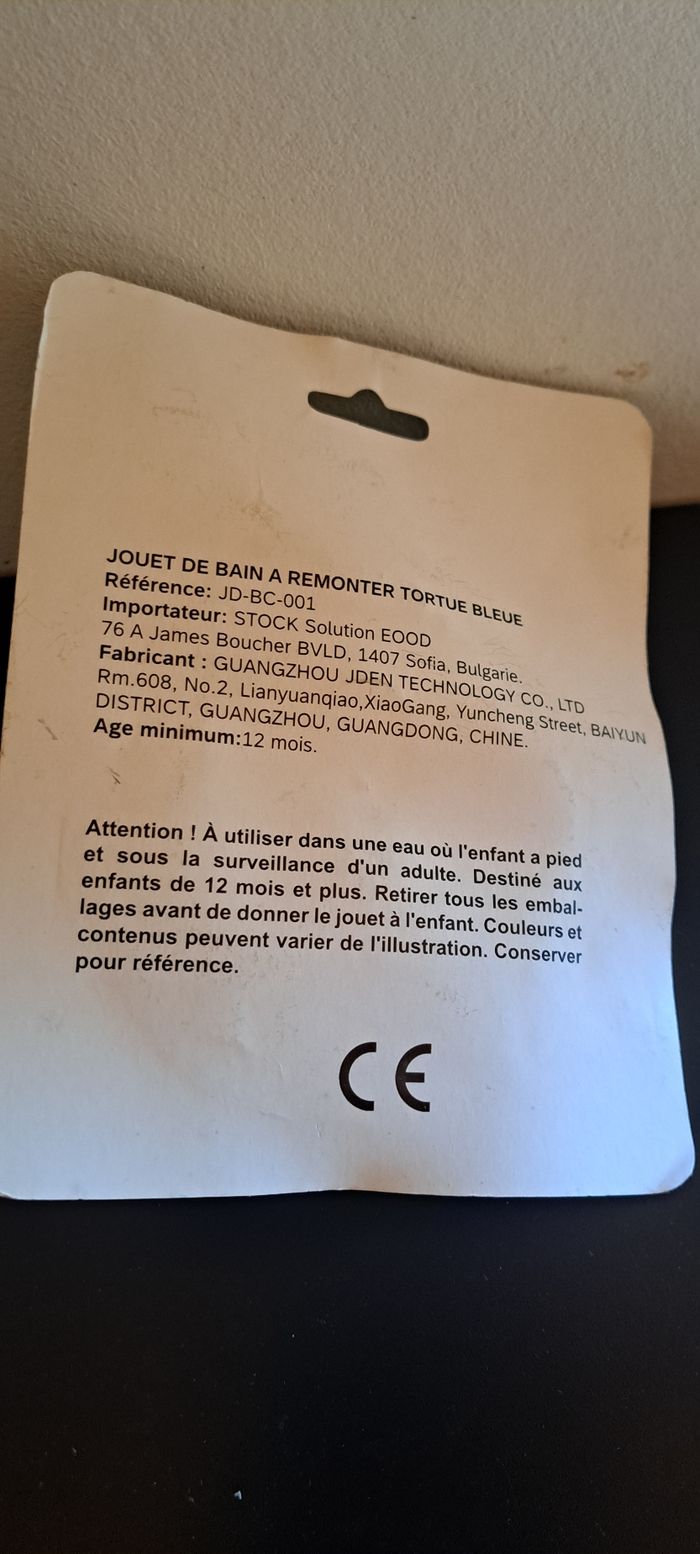 JOUET DE BAIN A REMONTER TORTUE BLEUE
Référence: JD-BC-001
Importateur: STOCK Solution EOOD
76 A James Boucher BVLD, 1407 Sofia, Bulgarie.
Fabricant : GUANGZHOU JDEN TECHNOLOGY CO., LTD
Rm.608, No.2, Lianyuanqiao,XiaoGang, Yuncheng Street, BAIYUN
DISTRICT, GUANGZHOU, GUANGDONG, CHINE.
Age minimum:12 mois.
Attention ! À utiliser dans une eau où l'enfant a pied
et sous la surveillance d'un adulte. Destiné aux
enfants de 12 mois et plus. Retirer tous les embal-
lages avant de donner le jouet à l'enfant. Couleurs et
contenus peuvent varier de l'illustration. Conserver
pour référence.
CE